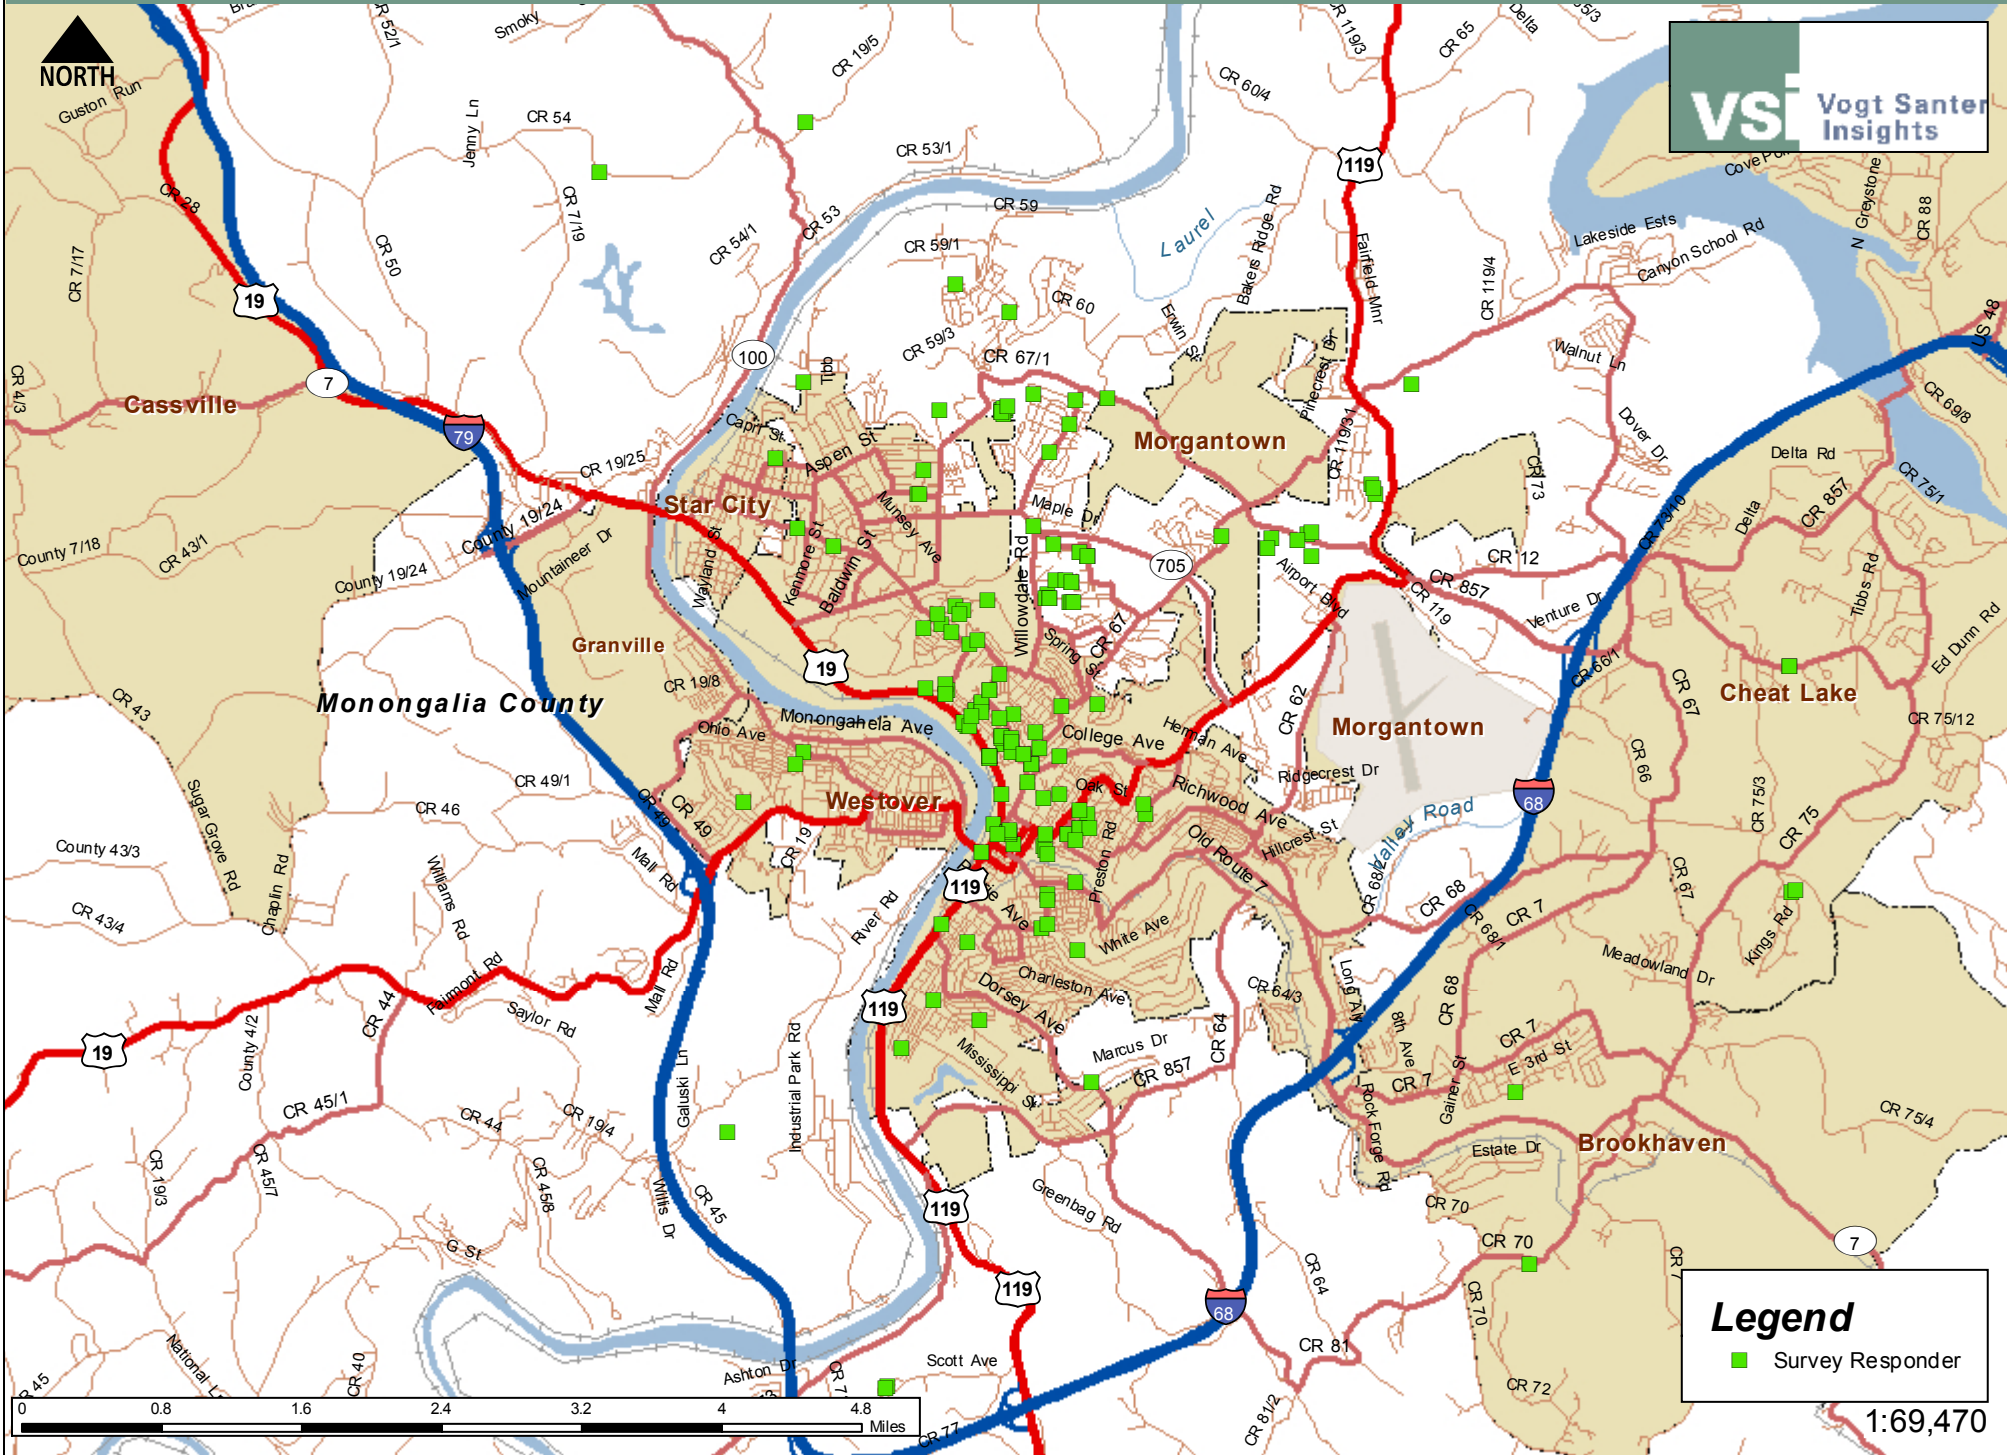 NORTH
Guston Run
CR 52/1
Smoky
CR 19/5
CR 119/3
CR 65
Delta
vsi Vogt Santer
Insights
Jenny Ln
CR 54
CR 60/4
CR 53/1
119
CR 28
CR 7/19
CR 53
CR 59
Laurel
Bakers Ridge Rd
N Greystone
CR 88
CR 7/17
CR 50
CR 54/1
CR 59/1
Fairfield Mnr
CR 119/4
Lakeside Ests
Canyon School Rd
19
CR 60
Erwin St
US 48
CR 4/3
7
100
CR 59/3
CR 67/1
Tibb
Pinecrest Dr
Walnut Ln
Cassville
79
Capri St
Aspen St
Morgantown
CR 119/31
Dover Dr
CR 69/8
CR 19/25
Star City
Munsey Ave
Maple Dr
CR 73
Delta Rd
CR 75/1
County 19/24
Mountaineer Dr
Wayland St
Kenmore St
Baldwin St
Willowdale Rd
705
Airport Blvd
CR 12
CR 73/10
Delta
CR 857
County 7/18
CR 43/1
County 19/24
CR 857
CR 119
Venture Dr
Tibbs Rd
Ed Dunn Rd
Granville
Spring St
CR 67
CR 66/1
19
CR 43
Monongalia County
CR 19/8
CR 62
CR 67
Cheat Lake
Ohio Ave
Monongahela Ave
College Ave
Herman Ave
Morgantown
CR 75/12
CR 66
Sugar Grove Rd
CR 49/1
CR 46
CR 49
CR 49
Westover
Oak St
Richwood Ave
Ridgecrest Dr
68
CR 75/3
CR 75
County 43/3
Mall Rd
CR 19
Preston Rd
Old Route 7
Hillcrest St
Valley Road
Chaplin Rd
Williams Rd
119
CR 68
CR 67
CR 43/4
River Rd
White Ave
CR 7
CR 68/1
Kings Rd
Fairmont Rd
Mall Rd
Charleston Ave
CR 64/3
Long Aly
Meadowland Dr
CR 44
Saylor Rd
119
Dorsey Ave
CR 68
19
County 4/2
Industrial Park Rd
Mississippi St
Marcus Dr
CR 64
8th Ave
CR 7
E 3rd St
CR 857
CR 7
Gainer St
CR 45/1
CR 44
CR 19/4
Galuski Ln
Rock Forge Rd
CR 75/4
CR 19/3
CR 45/7
CR 45/8
Willis Dr
CR 45
Estate Dr
Brookhaven
G St
119
Greenbag Rd
CR 70
CR 70
7
119
CR 64
CR 70
CR 7
68
Legend
Survey Responder
National
CR 40
Ashton Dr
Scott Ave
CR 81
CR 72
CR 81/2
CR 77
0 0.8 1.6 2.4 3.2 4 4.8
Miles
1:69,470